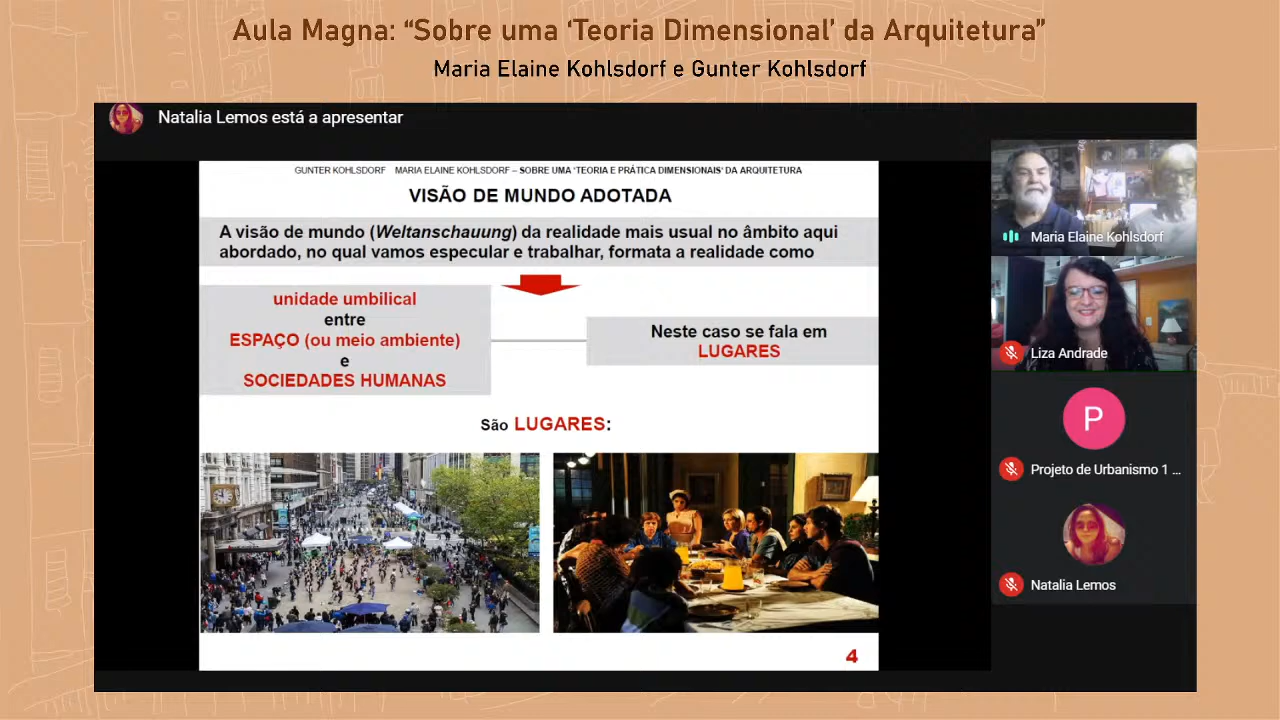 Aula Magna: “Sobre uma ‘Teoria Dimensional’ da Arquitetura”
Maria Elaine Kohlsdorf e Gunter Kohlsdorf
Natalia Lemos está a apresentar
GUNTER KOHLSDORF MARIA ELAINE KOHLSDORF – SOBRE UMA ‘TEORIA E PRÁTICA DIMENSIONAIS’ DA ARQUITETURA
VISÃO DE MUNDO ADOTADA
A visão de mundo (Weltanschauung) da realidade mais usual no âmbito aqui
abordado, no qual vamos especular e trabalhar, formata a realidade como
unidade umbilical
entre
ESPAÇO (ou meio ambiente)
e
SOCIEDADES HUMANAS
Neste caso se fala em
LUGARES
São LUGARES:
4
Maria Elaine Kohlsdorf
Liza Andrade
P
Projeto de Urbanismo 1 ...
Natalia Lemos